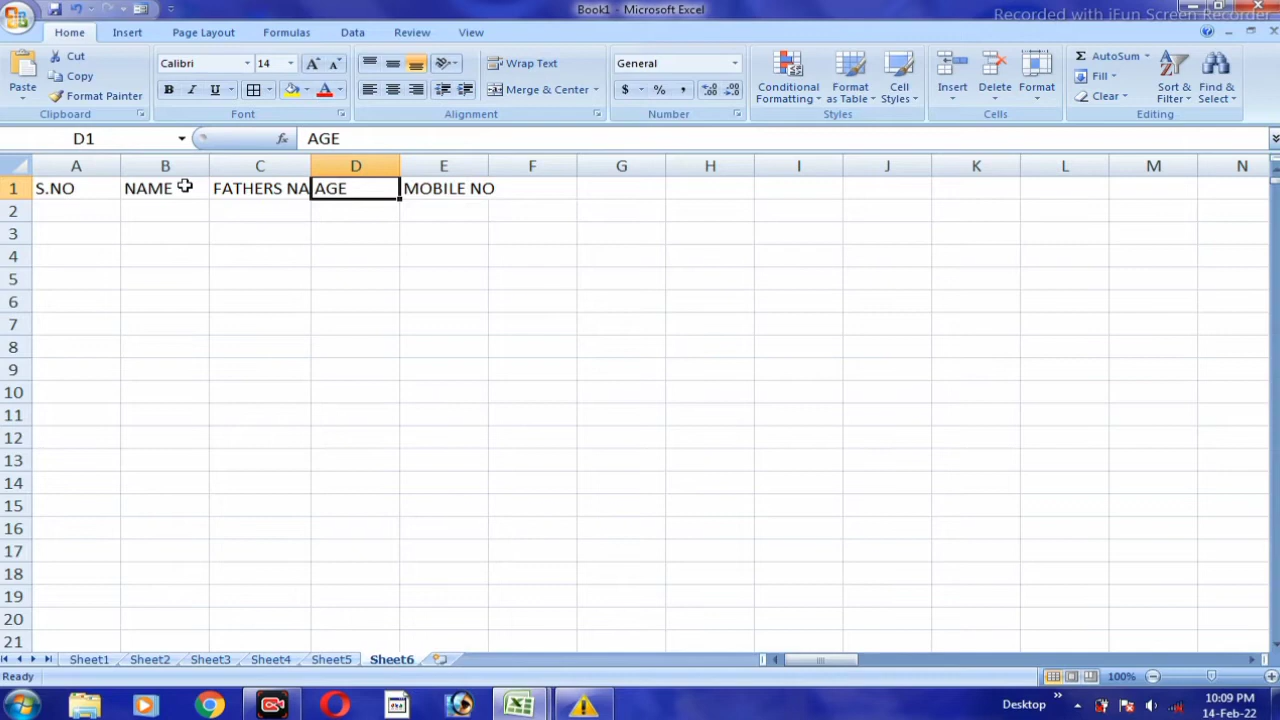 Book1 - Microsoft Excel
Recorded with iFun Screen Recorder
Home Insert Page Layout Formulas Data Review View
Cut
Copy
Format Painter
Paste
Clipboard
Calibri 14
B I U A
Font
Wrap Text
Merge & Center
Alignment
General
$ % ,
Number
Conditional Formatting
Format as Table
Cell Styles
Styles
Insert
Delete
Format
Cells
Σ AutoSum
Fill
Clear
Sort & Filter
Find & Select
Editing
D1 fx AGE
A B C D E F G H I J K L M N
1 S.NO NAME FATHERS NA AGE MOBILE NO
2
3
4
5
6
7
8
9
10
11
12
13
14
15
16
17
18
19
20
21
Sheet1 Sheet2 Sheet3 Sheet4 Sheet5 Sheet6
Ready 100%
Desktop » 10:09 PM
14-Feb-22